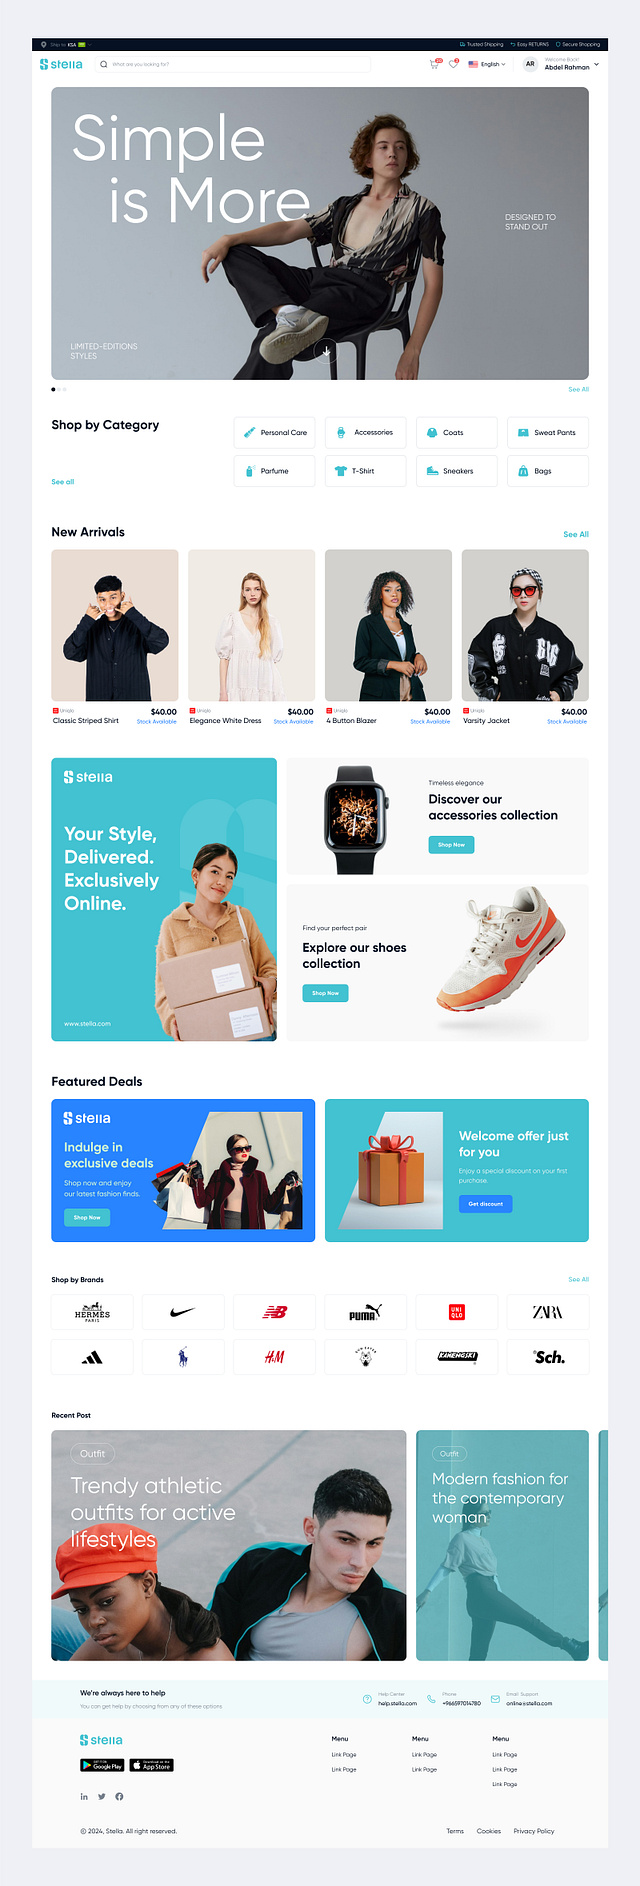 Ship to KSA
Trusted Shipping
Easy RETURNS
Secure Shopping
stella
What are you looking for?
English
AR
Welcome Back!
Abdel Rahman
Simple
is More
DESIGNED TO
STAND OUT
LIMITED-EDITIONS
STYLES
See All
Shop by Category
See all
Personal Care
Accessories
Coats
Sweat Pants
Parfume
T-Shirt
Sneakers
Bags
New Arrivals
See All
Uniqlo
$40.00
Classic Striped Shirt
Stock Available
Uniqlo
$40.00
Elegance White Dress
Stock Available
Uniqlo
$40.00
4 Button Blazer
Stock Available
Uniqlo
$40.00
Varsity Jacket
Stock Available
stella
Your Style,
Delivered.
Exclusively
Online.
www.stella.com
Timeless elegance
Discover our
accessories collection
Shop Now
Find your perfect pair
Explore our shoes
collection
Shop Now
Featured Deals
stella
Indulge in
exclusive deals
Shop now and enjoy
our latest fashion finds.
Shop Now
Welcome offer just
for you
Enjoy a special discount on your first
purchase.
Get discount
Shop by Brands
See All
HERMÈS
PARIS
NB
PUMA
UNI
QLO
ZARA
H&M
KAMENGSKI
Sch.
Recent Post
Outfit
Trendy athletic
outfits for active
lifestyles
Outfit
Modern fashion for
the contemporary
woman
We're always here to help
You can get help by choosing from any of these options
Help Center
help.stella.com
Phone
+966597014780
Email Support
online@stella.com
stella
GET IT ON
Google Play
Download on the
App Store
Menu
Link Page
Link Page
Menu
Link Page
Link Page
Menu
Link Page
Link Page
Link Page
© 2024, Stella. All right reserved.
Terms
Cookies
Privacy Policy